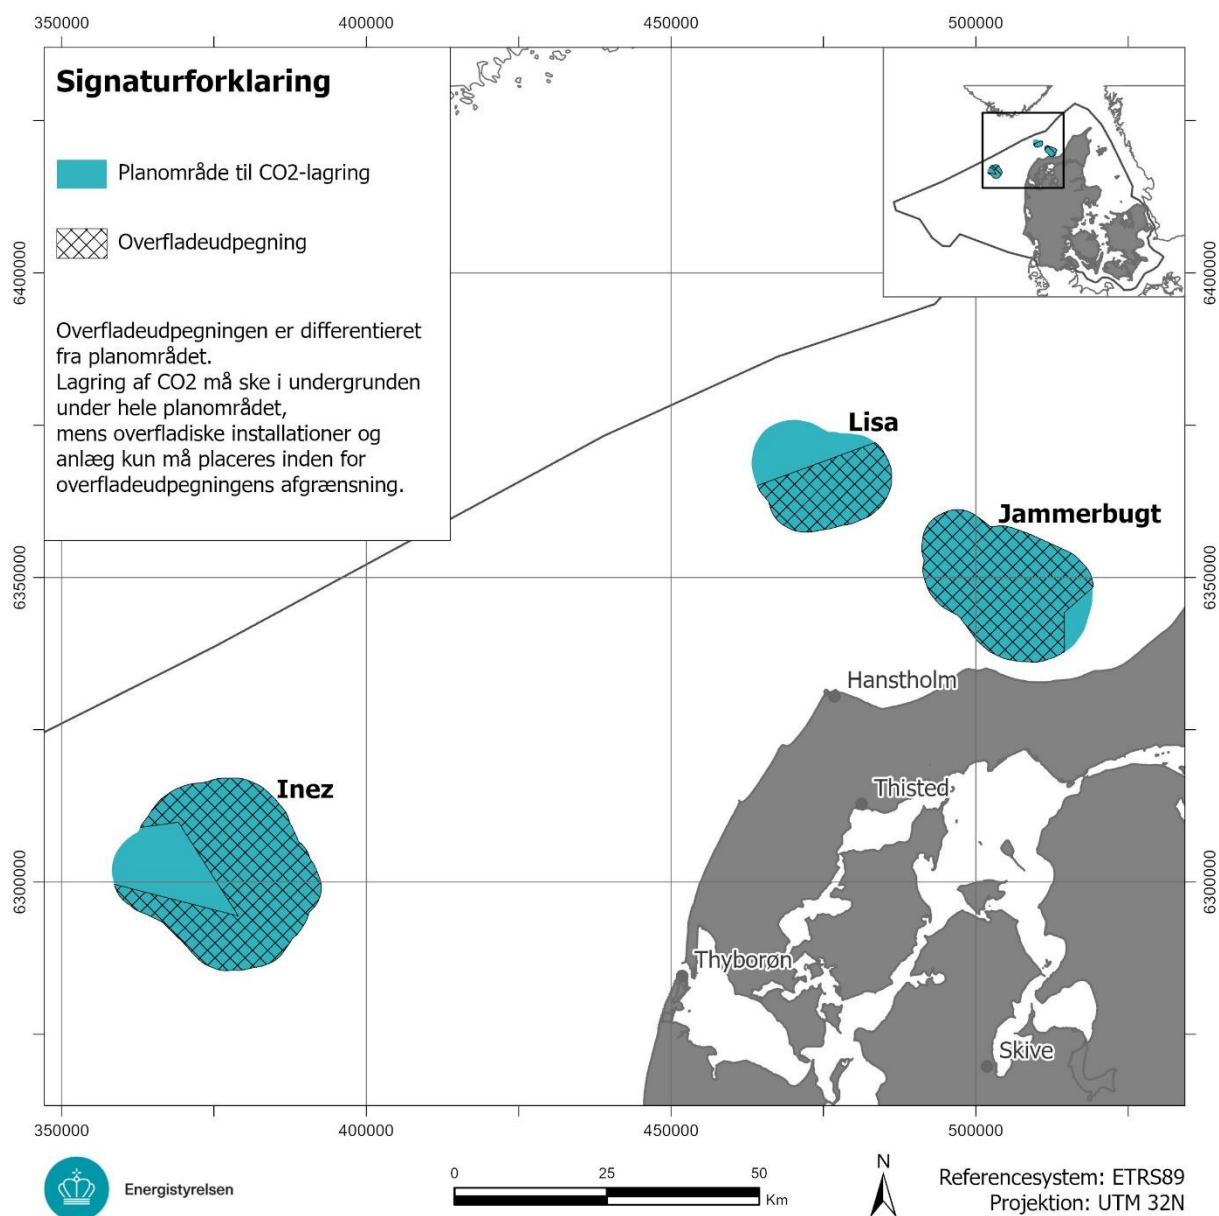 350000
400000
450000
500000
Signaturforklaring
Planområde til CO2-lagring
Overfladeudpegning
Overfladeudpegningen er differentieret
fra planområdet.
Lagring af CO2 må ske i undergrunden
under hele planområdet,
mens overfladiske installationer og
anlæg kun må placeres inden for
overfladeudpegningens afgrænsning.
6400000
6400000
Lisa
Jammerbugt
6350000
6350000
Hanstholm
Inez
Thisted
6300000
6300000
Thyborøn
Skive
350000
400000
450000
500000
Energistyrelsen
0
25
50
Km
N
Referencesystem: ETRS89
Projektion: UTM 32N